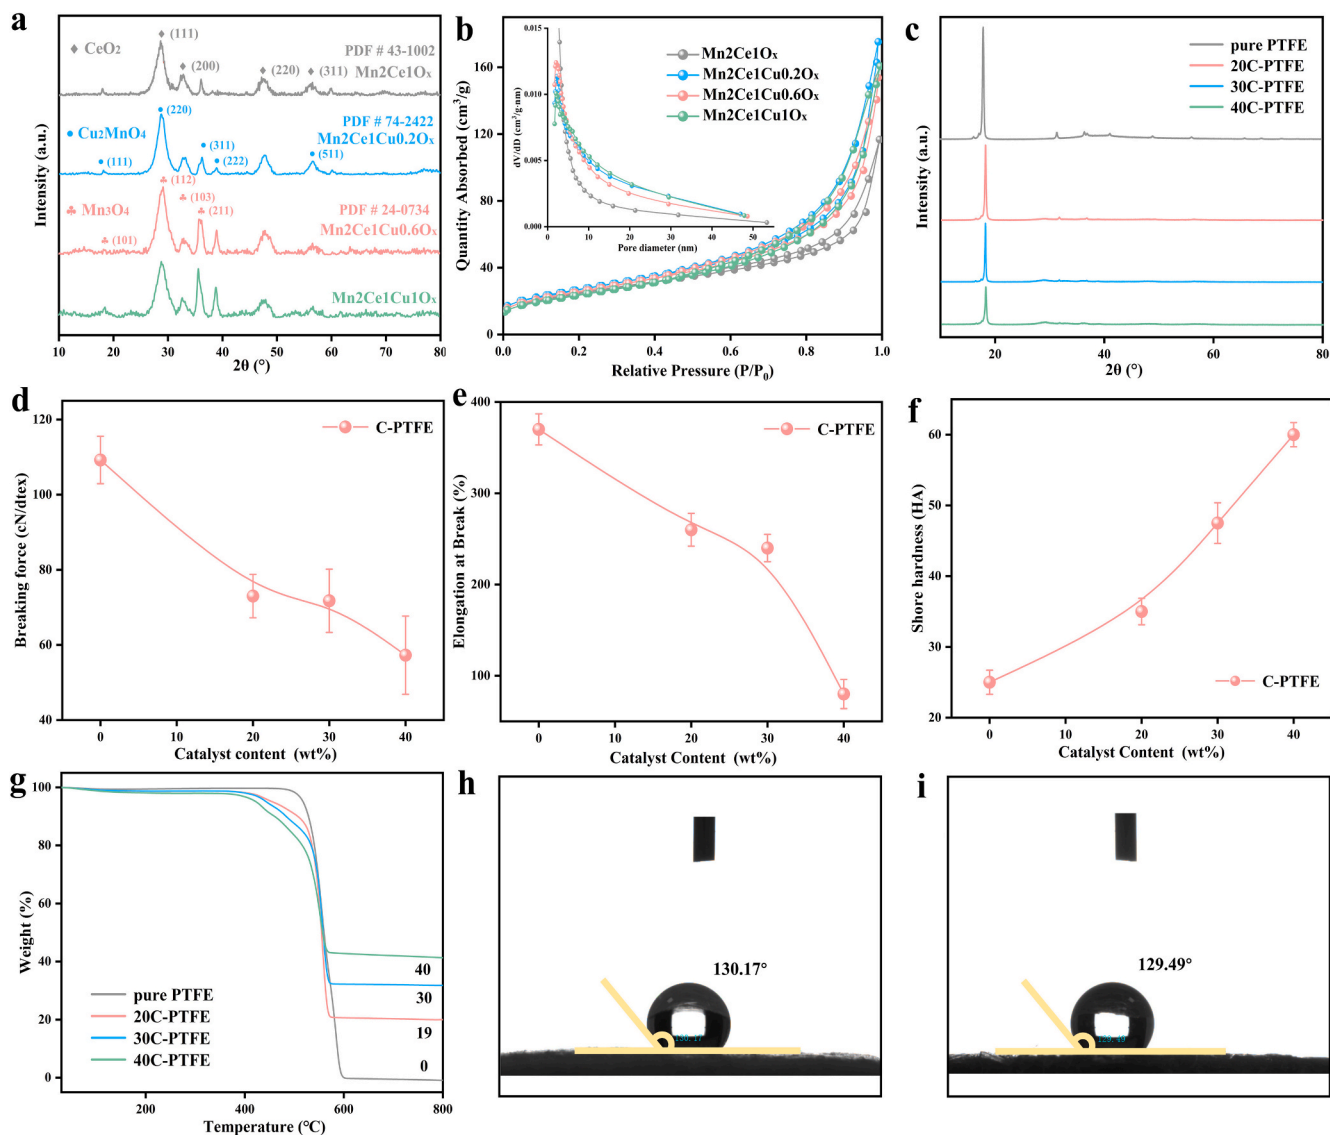 a
◆ CeO2
◆ (111)
◆ (200)
◆ (220)
◆ (311)
PDF # 43-1002
Mn2Ce1Ox
• Cu2MnO4
• (111)
• (220)
• (311)
• (222)
• (511)
PDF # 74-2422
Mn2Ce1Cu0.2Ox
♣ Mn3O4
♣ (101)
♣ (112)
♣ (103)
♣ (211)
PDF # 24-0734
Mn2Ce1Cu0.6Ox
Mn2Ce1Cu1Ox
Intensity (a.u.)
10 20 30 40 50 60 70 80
2θ (°)
b
Quantity Absorbed (cm3/g)
160
120
80
40
0
0.0 0.2 0.4 0.6 0.8 1.0
Relative Pressure (P/P0)
dV/dD (cm3/g·nm)
0.015
0.010
0.005
0.000
0 10 20 30 40 50
Pore diameter (nm)
Mn2Ce1Ox
Mn2Ce1Cu0.2Ox
Mn2Ce1Cu0.6Ox
Mn2Ce1Cu1Ox
c
pure PTFE
20C-PTFE
30C-PTFE
40C-PTFE
Intensity (a.u.)
20 40 60 80
2θ (°)
d
C-PTFE
Breaking force (cN/dtex)
120
100
80
60
40
0 10 20 30 40
Catalyst content (wt%)
e
C-PTFE
Elongation at Break (%)
400
300
200
100
0 10 20 30 40
Catalyst Content (wt%)
f
C-PTFE
Shore hardness (HA)
60
50
40
30
20
0 10 20 30 40
Catalyst Content (wt%)
g
Weight (%)
100
80
60
40
20
0
pure PTFE
20C-PTFE
30C-PTFE
40C-PTFE
40
30
19
0
200 400 600 800
Temperature (°C)
h
130.17°
130.17
i
129.49°
129.49